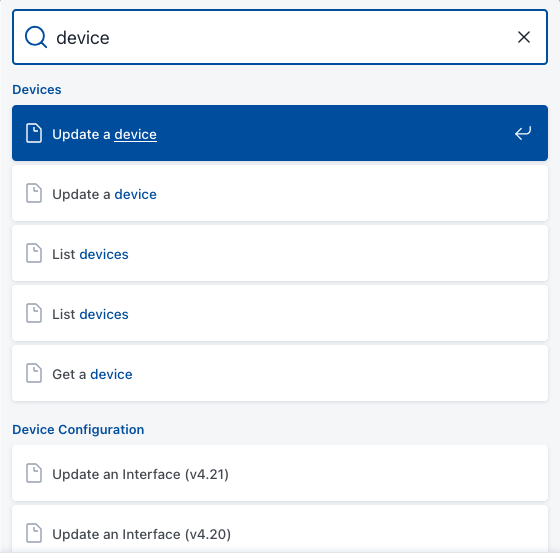 device
Devices
Update a device
Update a device
List devices
List devices
Get a device
Device Configuration
Update an Interface (v4.21)
Update an Interface (v4.20)